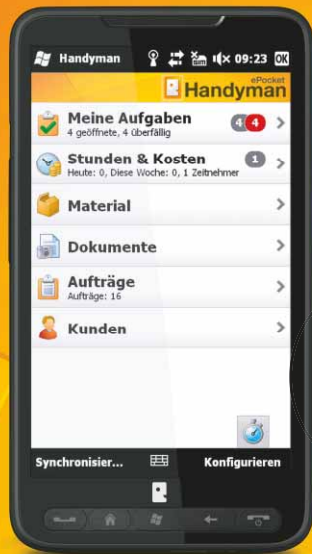 Handyman 09:23 OK
ePocket
Handyman
Meine Aufgaben
4 geöffnete, 4 überfällig
4 4
Stunden & Kosten
Heute: 0, Diese Woche: 0, 1 Zeitnehmer
1
Material
Dokumente
Aufträge
Aufträge: 16
Kunden
Synchronisier... Konfigurieren